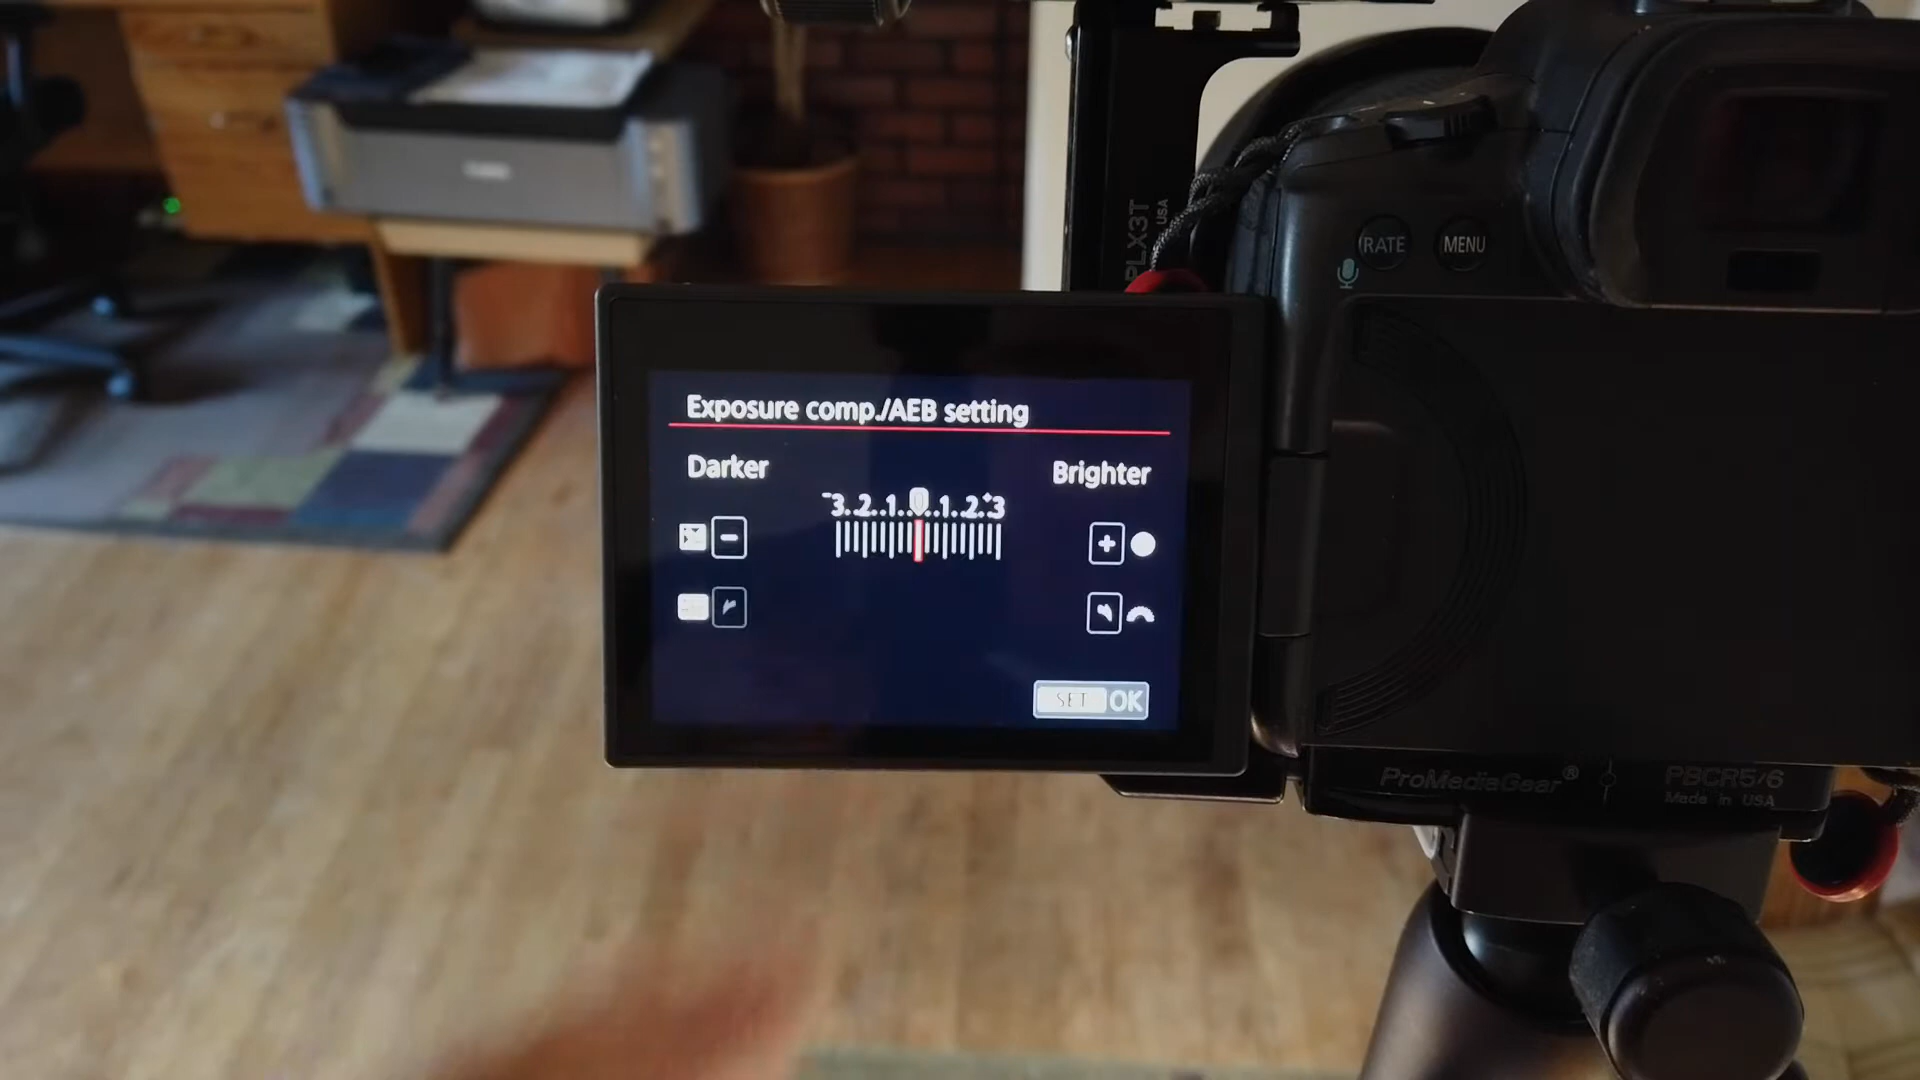 PLX3T
USA
RATE
MENU
Exposure comp./AEB setting
Darker
Brighter
-3..2..1..0..1..2.+3
SET OK
ProMediaGear®
PBCR5/6
Made in USA